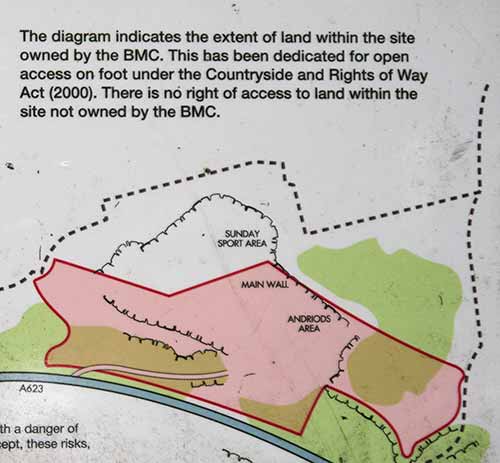 The diagram indicates the extent of land within the site
owned by the BMC. This has been dedicated for open
access on foot under the Countryside and Rights of Way
Act (2000). There is no right of access to land within the
site not owned by the BMC.
SUNDAY
SPORT AREA
MAIN WALL
ANDRIODS
AREA
A623
th a danger of
cept, these risks,